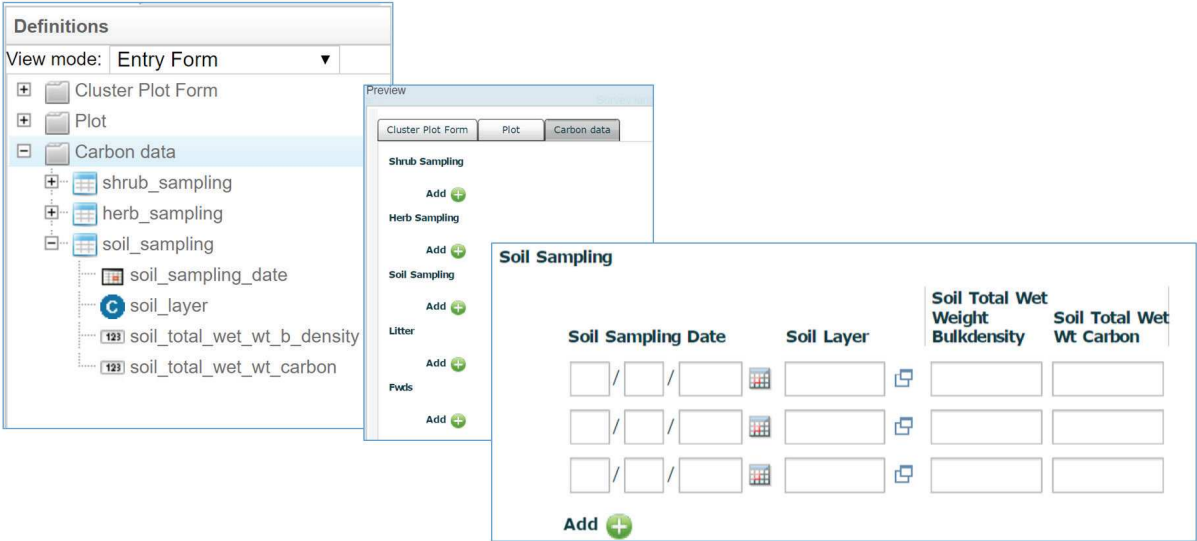 Definitions
View mode: Entry Form
Cluster Plot Form
Plot
Carbon data
shrub_sampling
herb_sampling
soil_sampling
soil_sampling_date
C soil_layer
123 soil_total_wet_wt_b_density
123 soil_total_wet_wt_carbon
Preview
Cluster Plot Form Plot Carbon data
Shrub Sampling
Add
Herb Sampling
Add
Soil Sampling
Add
Litter
Add
Fwds
Add
Soil Sampling
Soil Sampling Date Soil Layer Soil Total Wet Weight Bulkdensity Soil Total Wet Wt Carbon
/ /
/ /
/ /
Add